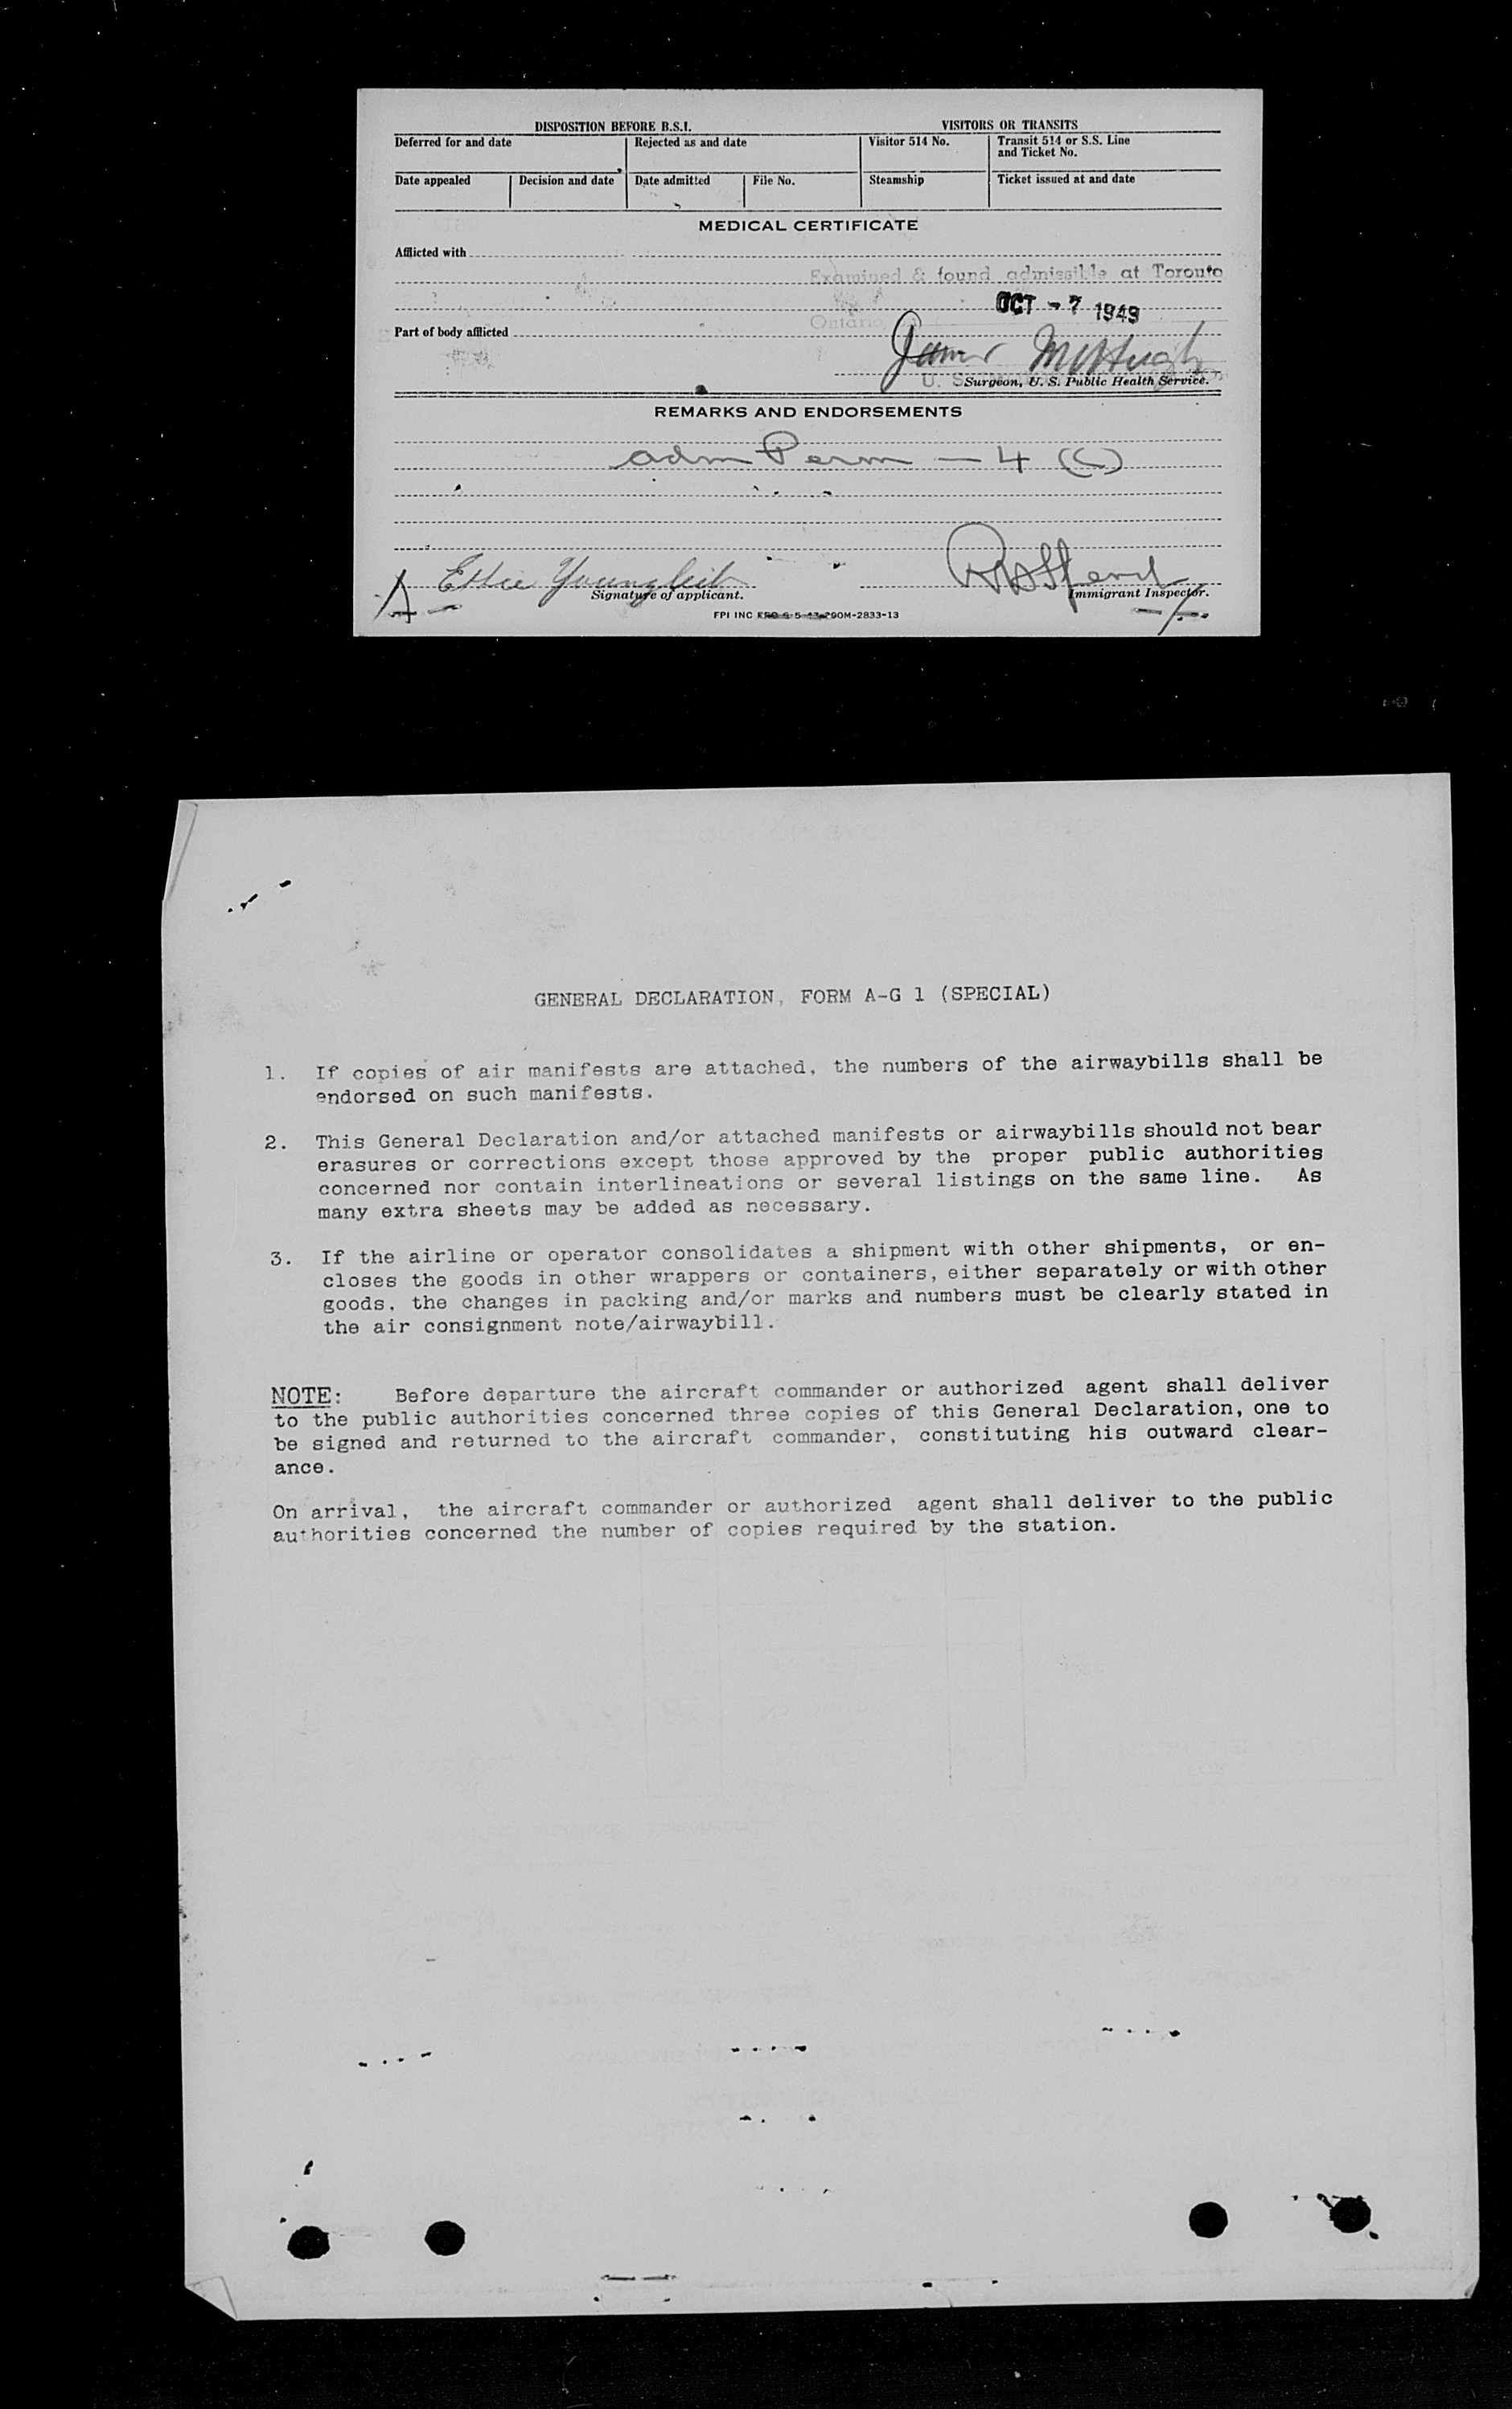 DISPOSITION BEFORE B.S.I.
VISITORS OR TRANSITS
Deferred for and date
Rejected as and date
Visitor 514 No.
Transit 514 or S.S. Line
and Ticket No.
Date appealed
Decision and date
Date admitted
File No.
Steamship
Ticket issued at and date
MEDICAL CERTIFICATE
Afflicted with
Examined & found admissible at Toronto
OCT - 7 1949
Ontario
Part of body afflicted
James McHugh
U. S.
Surgeon, U. S. Public Health Service.
REMARKS AND ENDORSEMENTS
adm Perm — 4 (C)
Signature of applicant.
Immigrant Inspector.
A
FPI INC
90M-2833-13
GENERAL DECLARATION, FORM A-G 1 (SPECIAL)
1. If copies of air manifests are attached, the numbers of the airwaybills shall be
endorsed on such manifests.
2. This General Declaration and/or attached manifests or airwaybills should not bear
erasures or corrections except those approved by the proper public authorities
concerned nor contain interlineations or several listings on the same line. As
many extra sheets may be added as necessary.
3. If the airline or operator consolidates a shipment with other shipments, or en-
closes the goods in other wrappers or containers, either separately or with other
goods, the changes in packing and/or marks and numbers must be clearly stated in
the air consignment note/airwaybill.
NOTE: Before departure the aircraft commander or authorized agent shall deliver
to the public authorities concerned three copies of this General Declaration, one to
be signed and returned to the aircraft commander, constituting his outward clear-
ance.
On arrival, the aircraft commander or authorized agent shall deliver to the public
authorities concerned the number of copies required by the station.